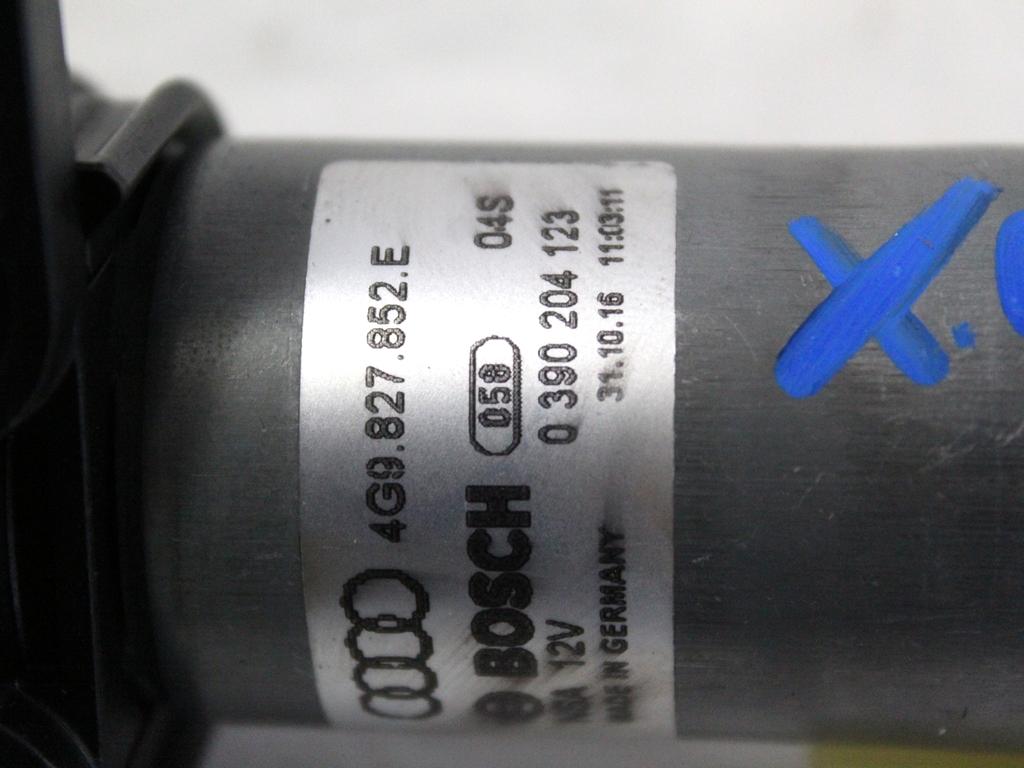 4G9.827.852.E
04S
BOSCH 058
12V 0 390 204 123
MADE IN GERMANY 31.10.16 11:03:11
X.